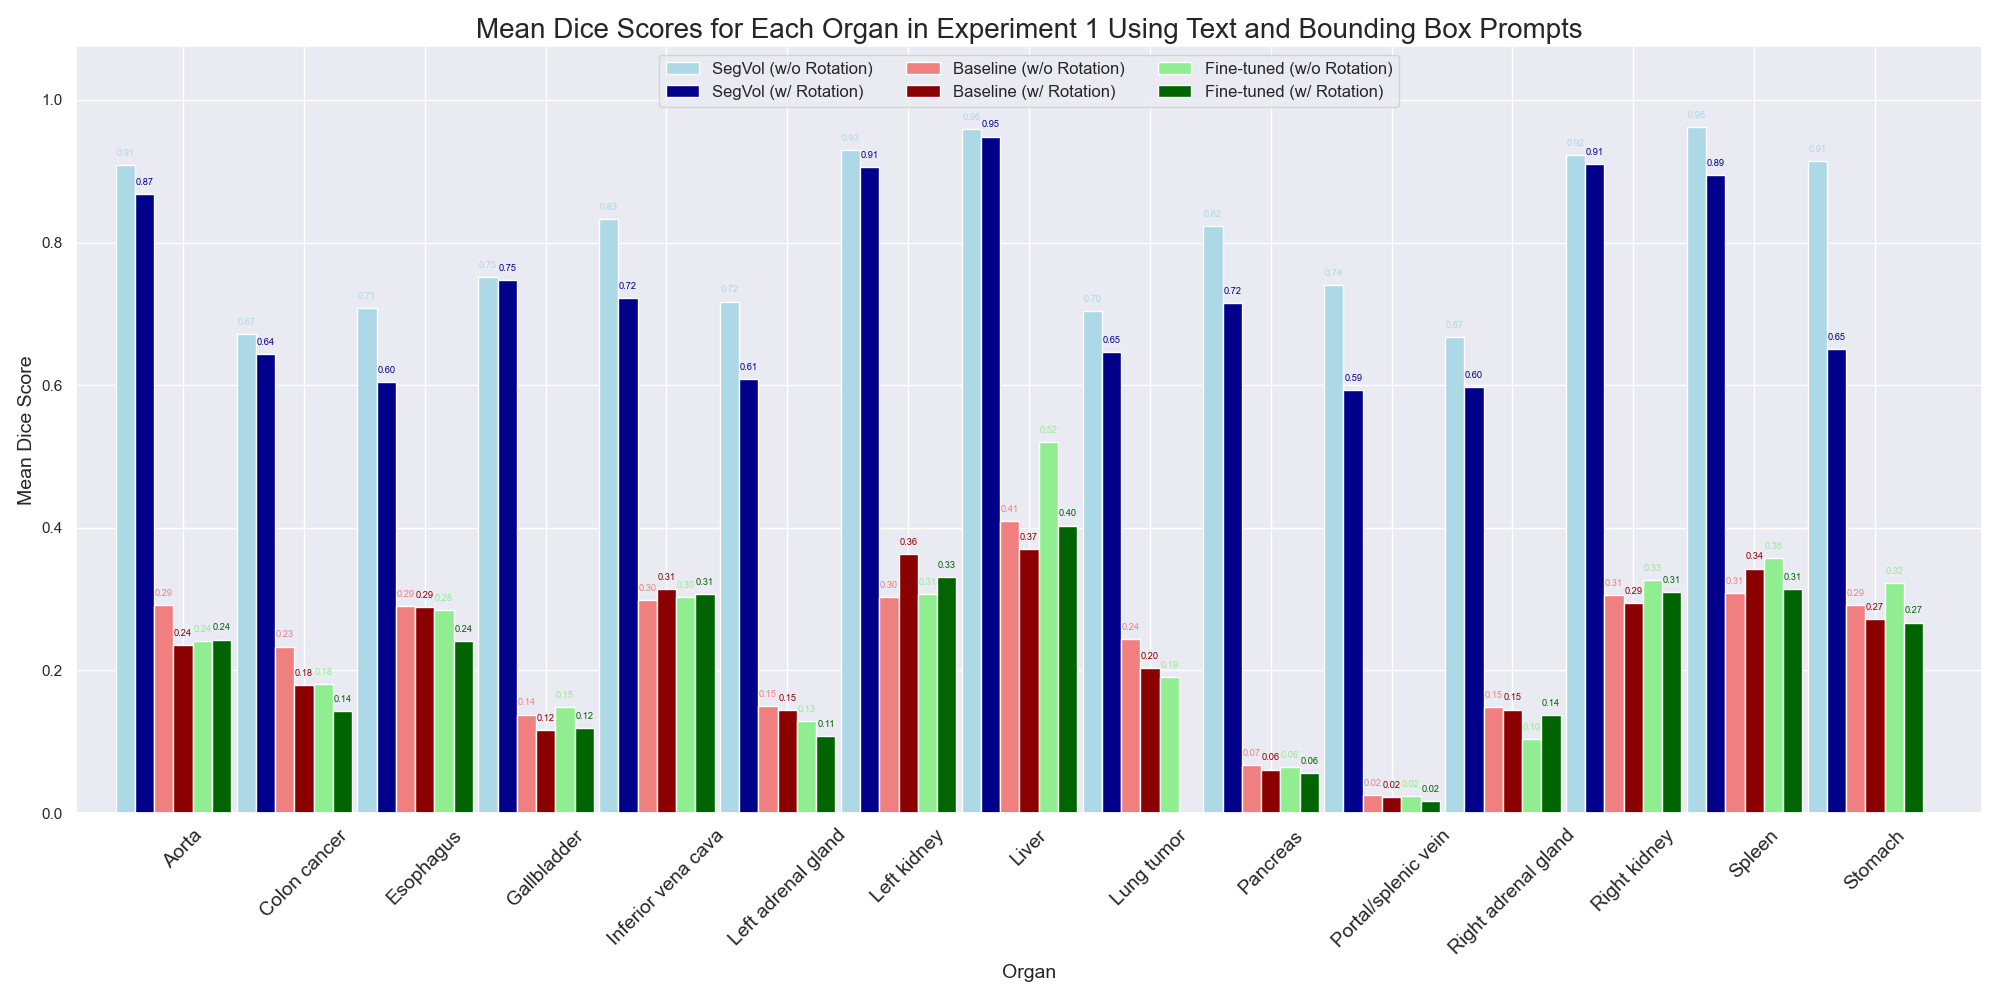 Mean Dice Scores for Each Organ in Experiment 1 Using Text and Bounding Box Prompts
SegVol (w/o Rotation) Baseline (w/o Rotation) Fine-tuned (w/o Rotation)
SegVol (w/ Rotation) Baseline (w/ Rotation) Fine-tuned (w/ Rotation)
Mean Dice Score
1.0
0.8
0.6
0.4
0.2
0.0
0.91 0.87 0.29 0.24 0.24 0.24
0.67 0.64 0.23 0.18 0.18 0.14
0.71 0.60 0.29 0.29 0.28 0.24
0.75 0.75 0.14 0.12 0.15 0.12
0.83 0.72 0.30 0.31 0.30 0.31
0.72 0.61 0.15 0.15 0.13 0.11
0.93 0.91 0.30 0.36 0.31 0.33
0.96 0.95 0.41 0.37 0.52 0.40
0.70 0.65 0.24 0.20 0.19
0.82 0.72 0.07 0.06 0.06 0.06
0.74 0.59 0.02 0.02 0.02 0.02
0.67 0.60 0.15 0.15 0.10 0.14
0.92 0.91 0.31 0.29 0.33 0.31
0.96 0.89 0.31 0.34 0.36 0.31
0.91 0.65 0.29 0.27 0.32 0.27
Aorta
Colon cancer
Esophagus
Gallbladder
Inferior vena cava
Left adrenal gland
Left kidney
Liver
Lung tumor
Pancreas
Portal/splenic vein
Right adrenal gland
Right kidney
Spleen
Stomach
Organ